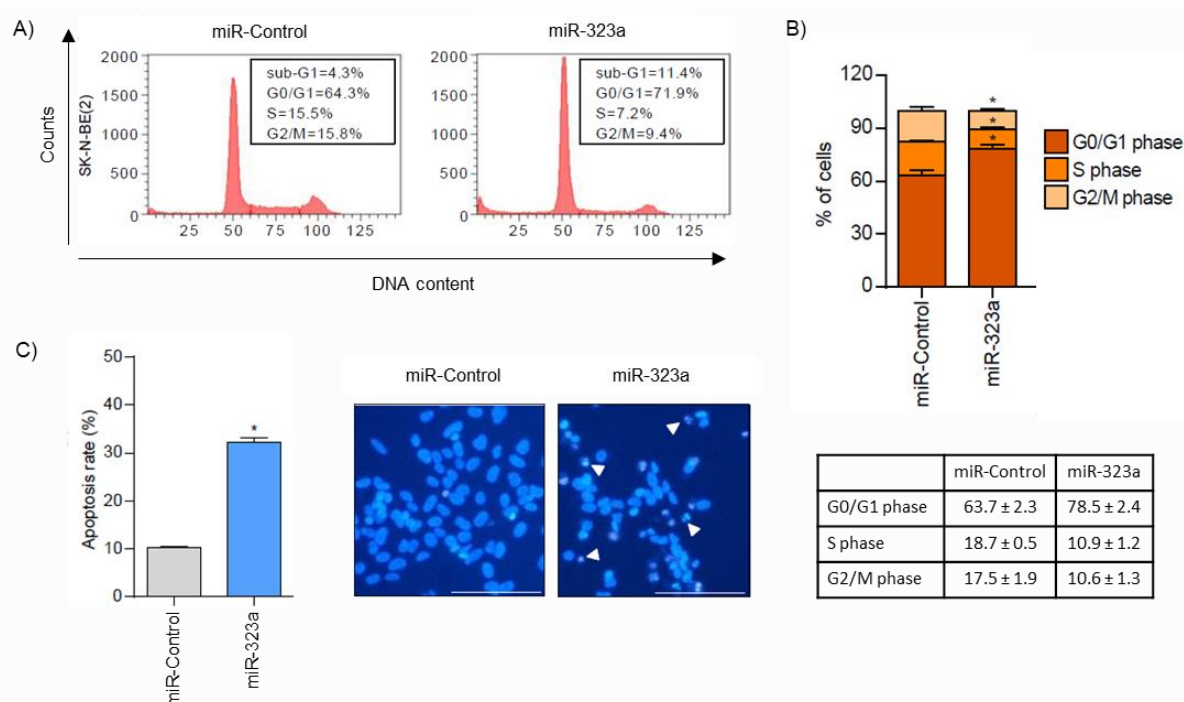 A)
miR-Control
miR-323a
Counts
SK-N-BE(2)
2000
1500
1000
500
0
sub-G1=4.3%
G0/G1=64.3%
S=15.5%
G2/M=15.8%
25 50 75 100 125
2000
1500
1000
500
0
sub-G1=11.4%
G0/G1=71.9%
S=7.2%
G2/M=9.4%
25 50 75 100 125
DNA content
B)
% of cells
120
90
60
30
0
*
*
*
miR-Control
miR-323a
G0/G1 phase
S phase
G2/M phase
C)
Apoptosis rate (%)
50
40
30
20
10
0
*
miR-Control
miR-323a
miR-Control
miR-323a
miR-Control miR-323a
G0/G1 phase 63.7 ± 2.3 78.5 ± 2.4
S phase 18.7 ± 0.5 10.9 ± 1.2
G2/M phase 17.5 ± 1.9 10.6 ± 1.3